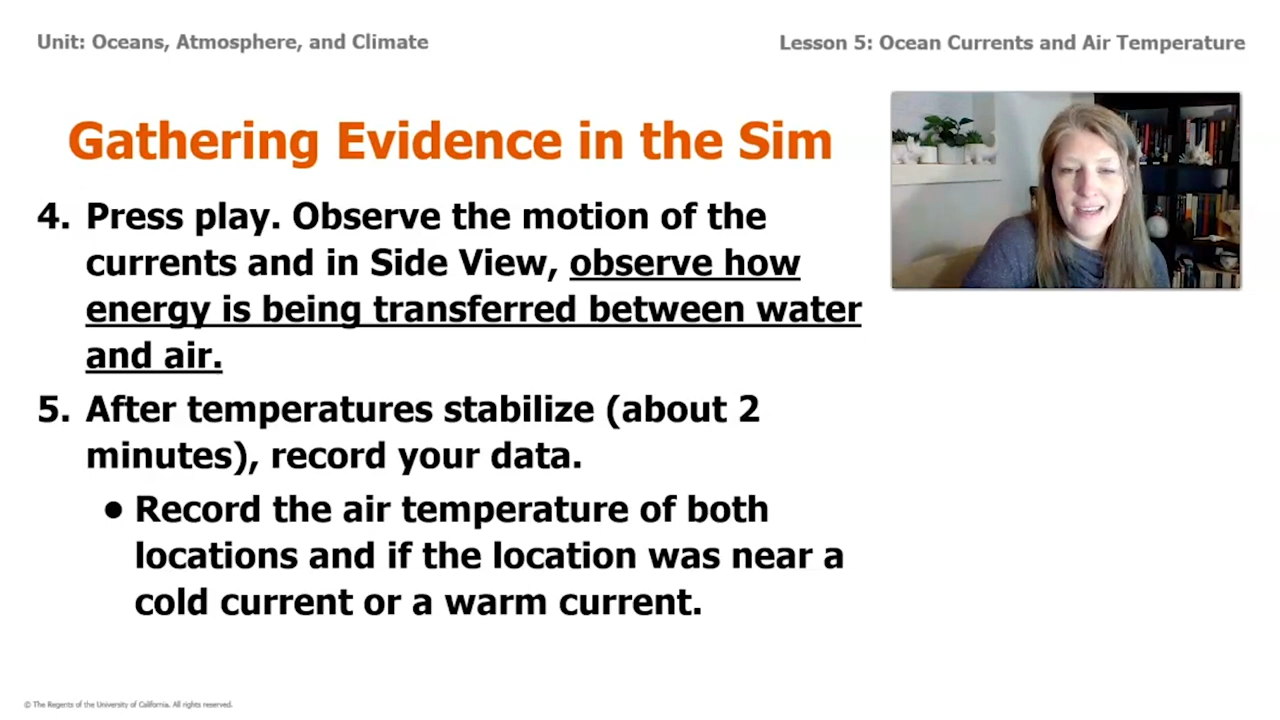 Unit: Oceans, Atmosphere, and Climate
Lesson 5: Ocean Currents and Air Temperature
Gathering Evidence in the Sim
4. Press play. Observe the motion of the
currents and in Side View, observe how
energy is being transferred between water
and air.
5. After temperatures stabilize (about 2
minutes), record your data.
● Record the air temperature of both
locations and if the location was near a
cold current or a warm current.
© The Regents of the University of California. All rights reserved.